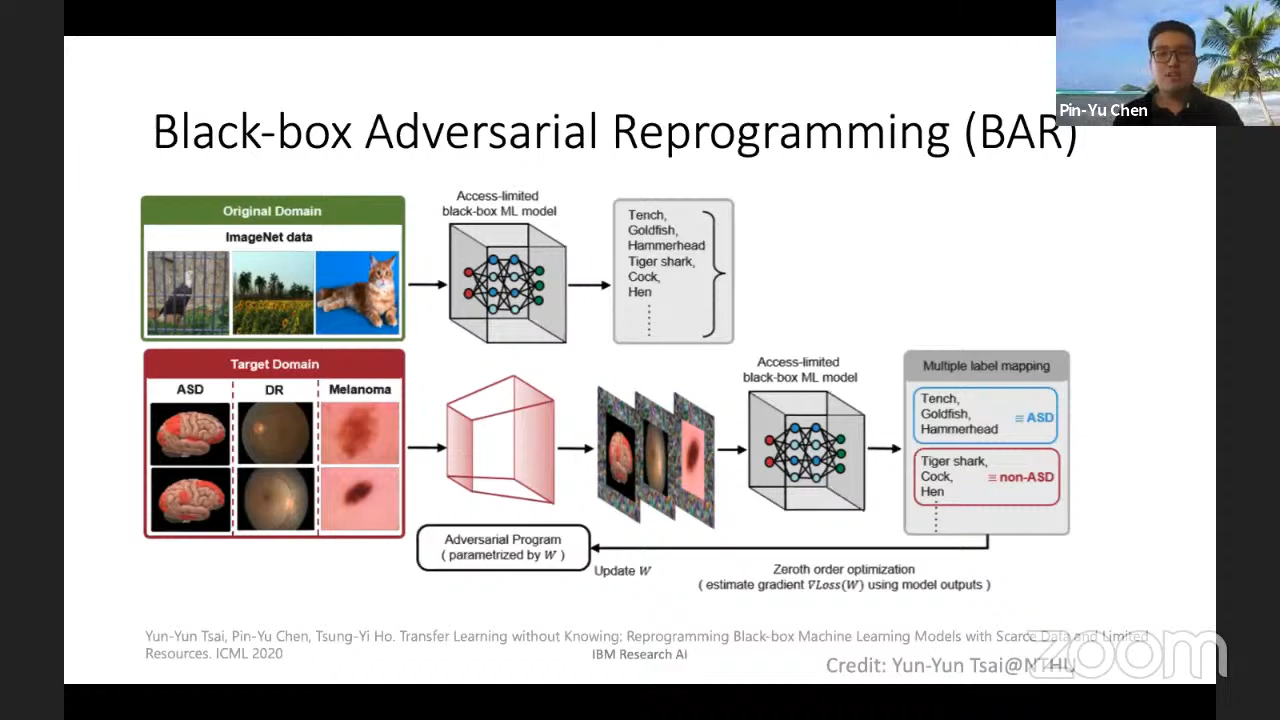 Pin-Yu Chen
Black-box Adversarial Reprogramming (BAR)
Original Domain
ImageNet data
Access-limited
black-box ML model
Tench,
Goldfish,
Hammerhead
Tiger shark,
Cock,
Hen
Target Domain
ASD
DR
Melanoma
Access-limited
black-box ML model
Multiple label mapping
Tench,
Goldfish,
Hammerhead
≡ ASD
Tiger shark,
Cock,
Hen
≡ non-ASD
Adversarial Program
( parametrized by W )
Update W
Zeroth order optimization
( estimate gradient ∇Loss(W) using model outputs )
Yun-Yun Tsai, Pin-Yu Chen, Tsung-Yi Ho. Transfer Learning without Knowing: Reprogramming Black-box Machine Learning Models with Scarce Data and Limited
Resources. ICML 2020
IBM Research AI
Credit: Yun-Yun Tsai@NTHU
zoom